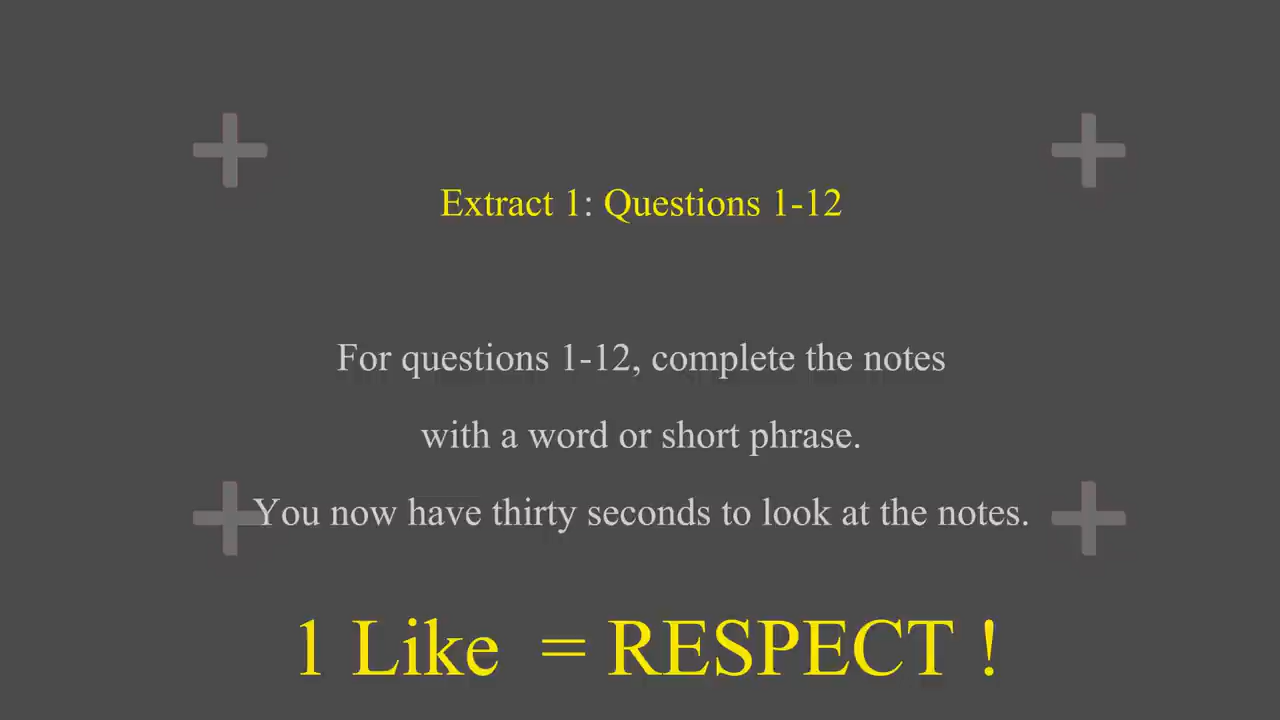 Extract 1: Questions 1-12
For questions 1-12, complete the notes
with a word or short phrase.
You now have thirty seconds to look at the notes.
1 Like = RESPECT !